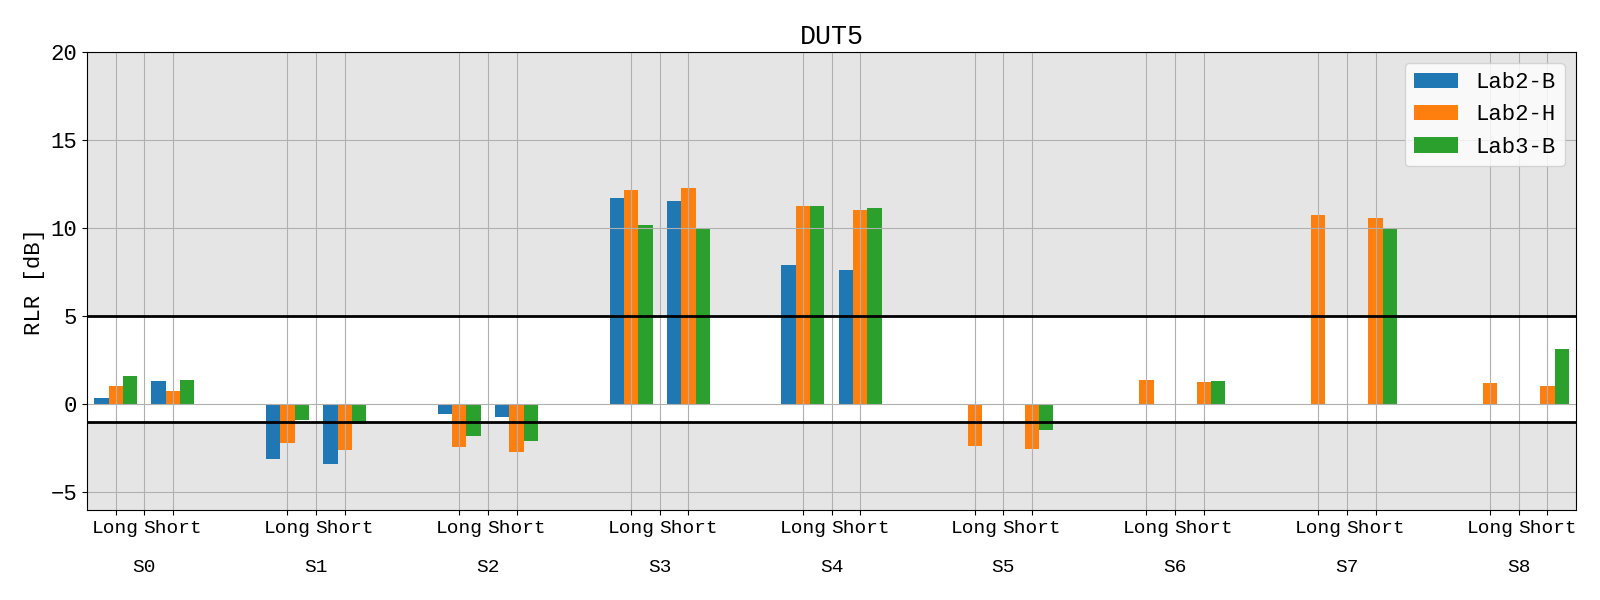 DUT5
20
15
10
5
0
−5
RLR [dB]
Lab2-B
Lab2-H
Lab3-B
Long Short Long Short Long Short Long Short Long Short Long Short Long Short Long Short Long Short
S0 S1 S2 S3 S4 S5 S6 S7 S8